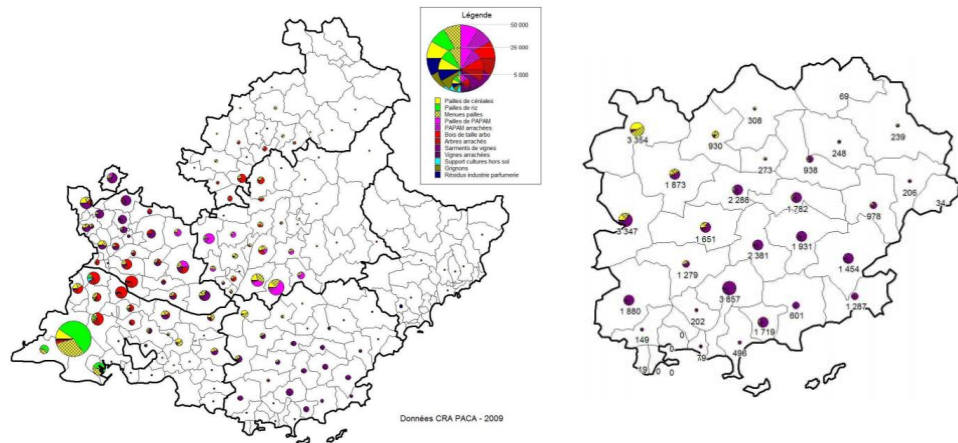 Légende
50 000
25 000
5 000
Pailles de céréales
Pailles de riz
Menues pailles
Pailles de PAPAM
PAPAM arrachées
Bois de taille arbo
Arbres arrachés
Sarments de vignes
Vignes arrachées
Support cultures hors sol
Grignons
Résidus industrie parfumerie
Données CRA PACA - 2009
69
308
239
3 354
930
248
273
938
1 873
206
2 288
1 782
34
978
3 347
1 651
1 931
2 381
1 279
1 454
3 857
1 287
1 880
601
202
1 719
149
0
0
496
0
0